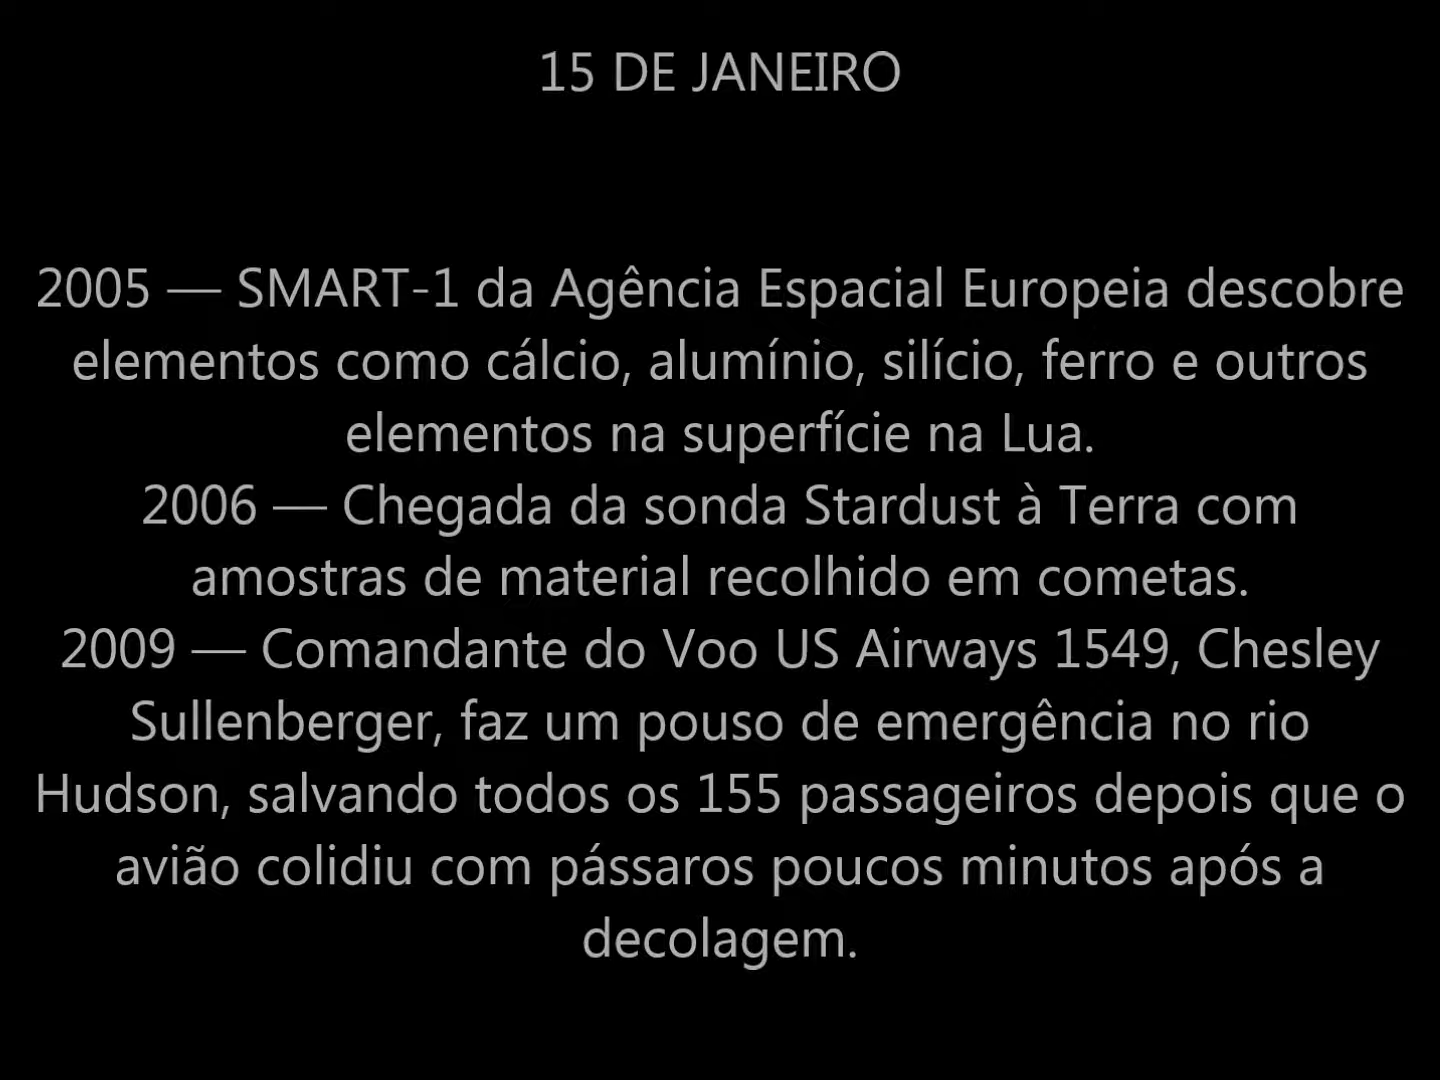 15 DE JANEIRO
2005 — SMART-1 da Agência Espacial Europeia descobre
elementos como cálcio, alumínio, silício, ferro e outros
elementos na superfície na Lua.
2006 — Chegada da sonda Stardust à Terra com
amostras de material recolhido em cometas.
2009 — Comandante do Voo US Airways 1549, Chesley
Sullenberger, faz um pouso de emergência no rio
Hudson, salvando todos os 155 passageiros depois que o
avião colidiu com pássaros poucos minutos após a
decolagem.